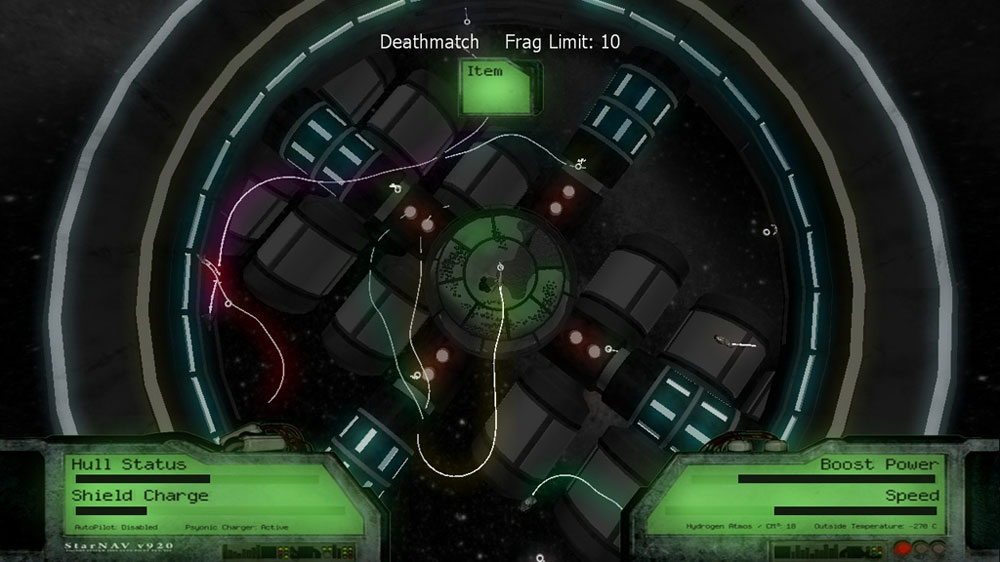 Deathmatch Frag Limit: 10
Item
Hull Status
Shield Charge
AutoPilot: Disabled Psyonic Charger: Active
StarNAV v920
Boost Power
Speed
Hydrogen Atmos / CM³: 18 Outside Temperature: -270 C